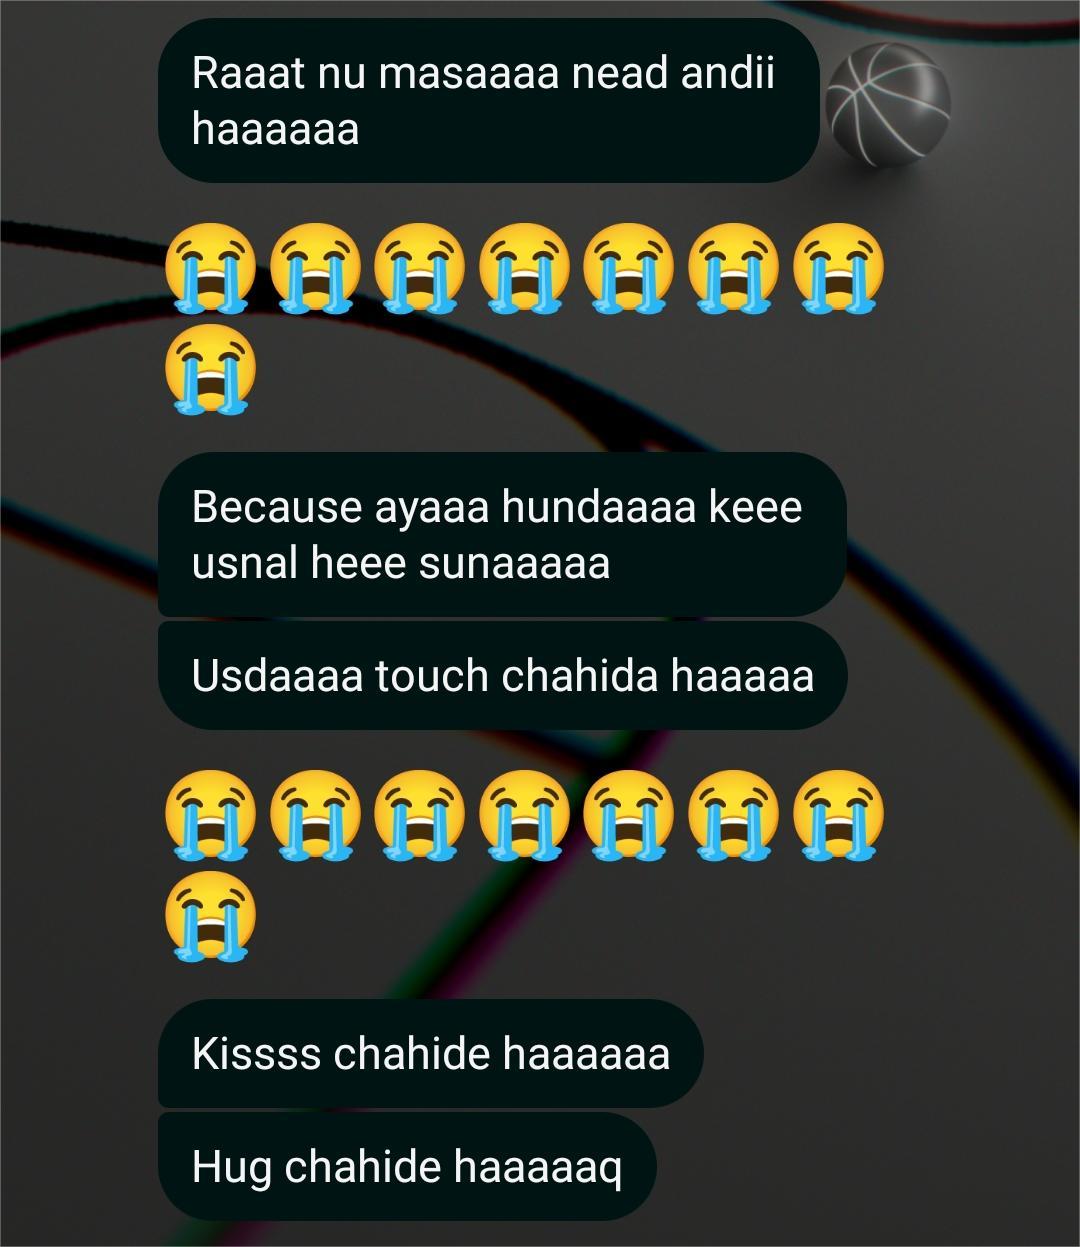 Raaat nu masaaaa nead andii
haaaaaa
😭😭😭😭😭😭😭
😭
Because ayaaa hundaaaa keee
usnal heee sunaaaaa
Usdaaaa touch chahida haaaaa
😭😭😭😭😭😭😭
😭
Kissss chahide haaaaaa
Hug chahide haaaaaq